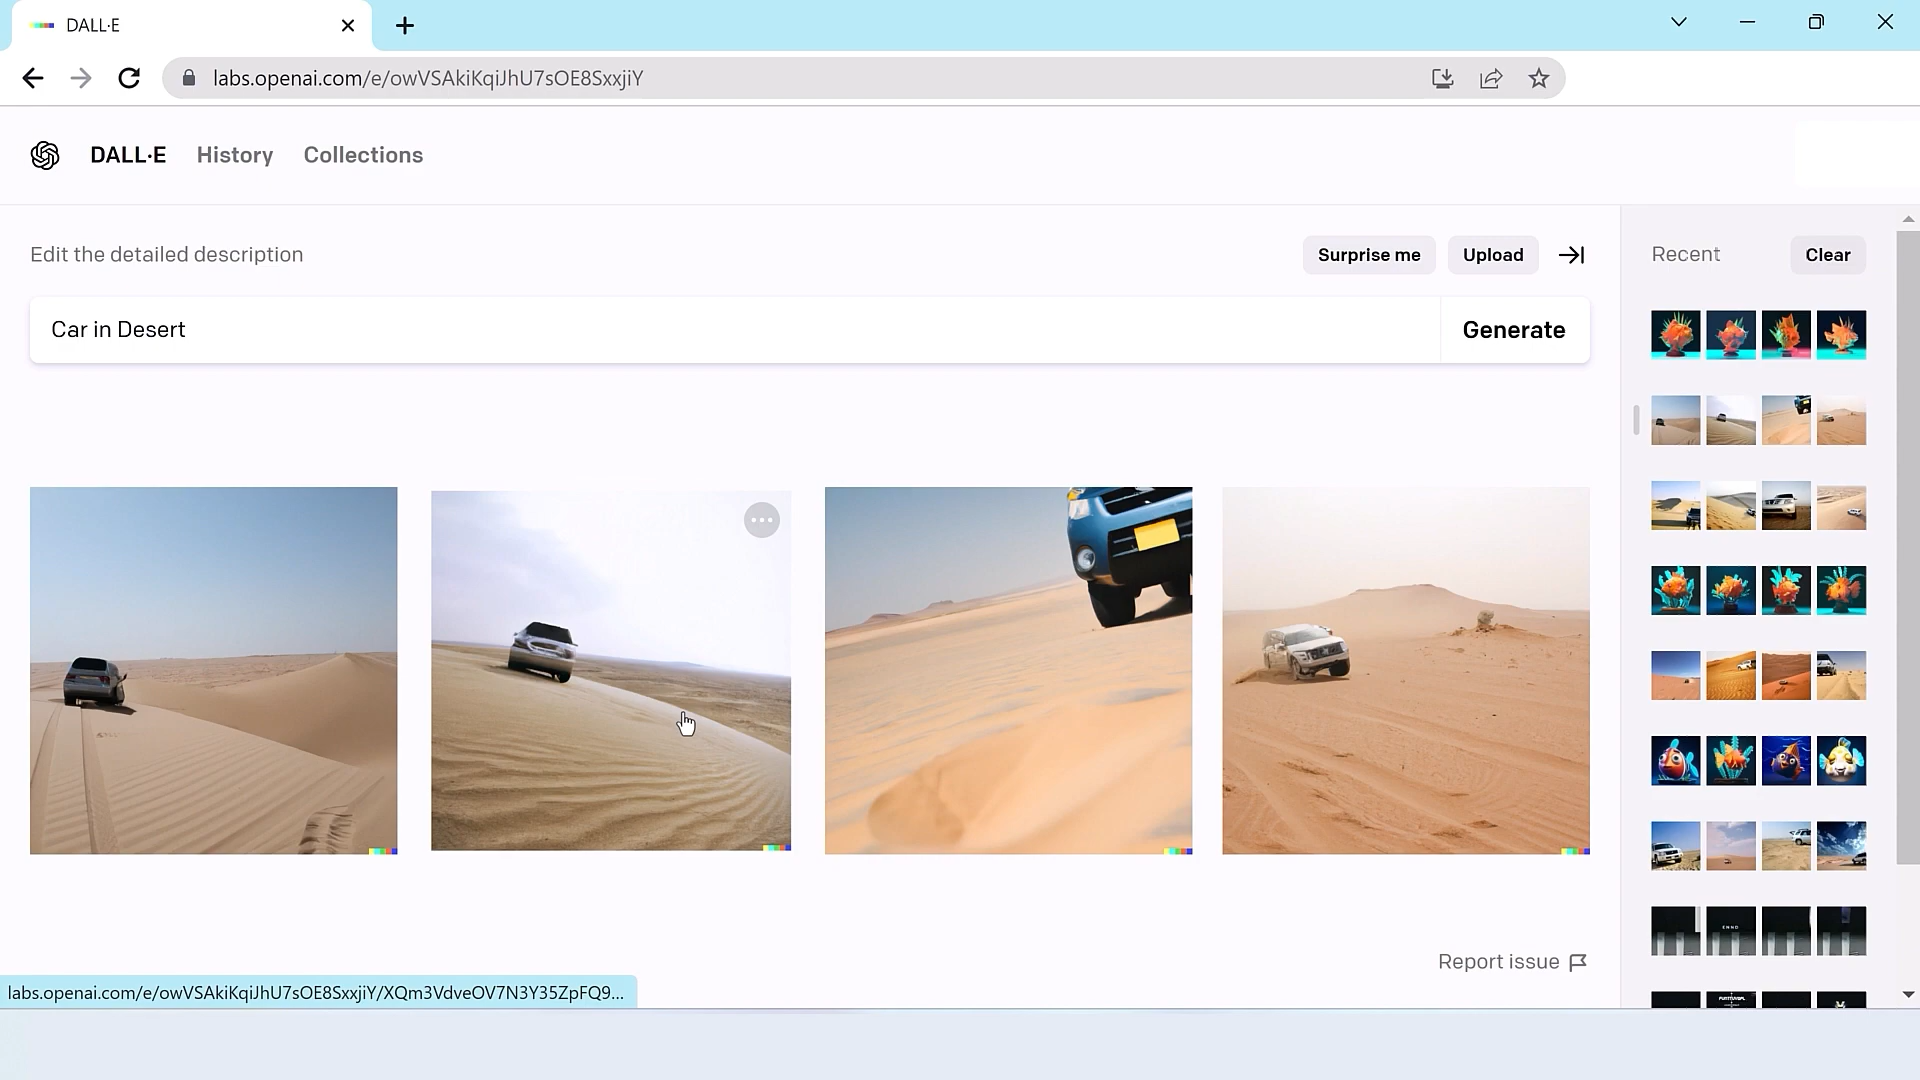 DALL·E
labs.openai.com/e/owVSAkiKqiJhU7sOE8SxxjiY
DALL·E History Collections
Edit the detailed description
Surprise me
Upload
Recent
Clear
Car in Desert
Generate
ENNO
Report issue
labs.openai.com/e/owVSAkiKqiJhU7sOE8SxxjiY/XQm3VdveOV7N3Y35ZpFQ9...